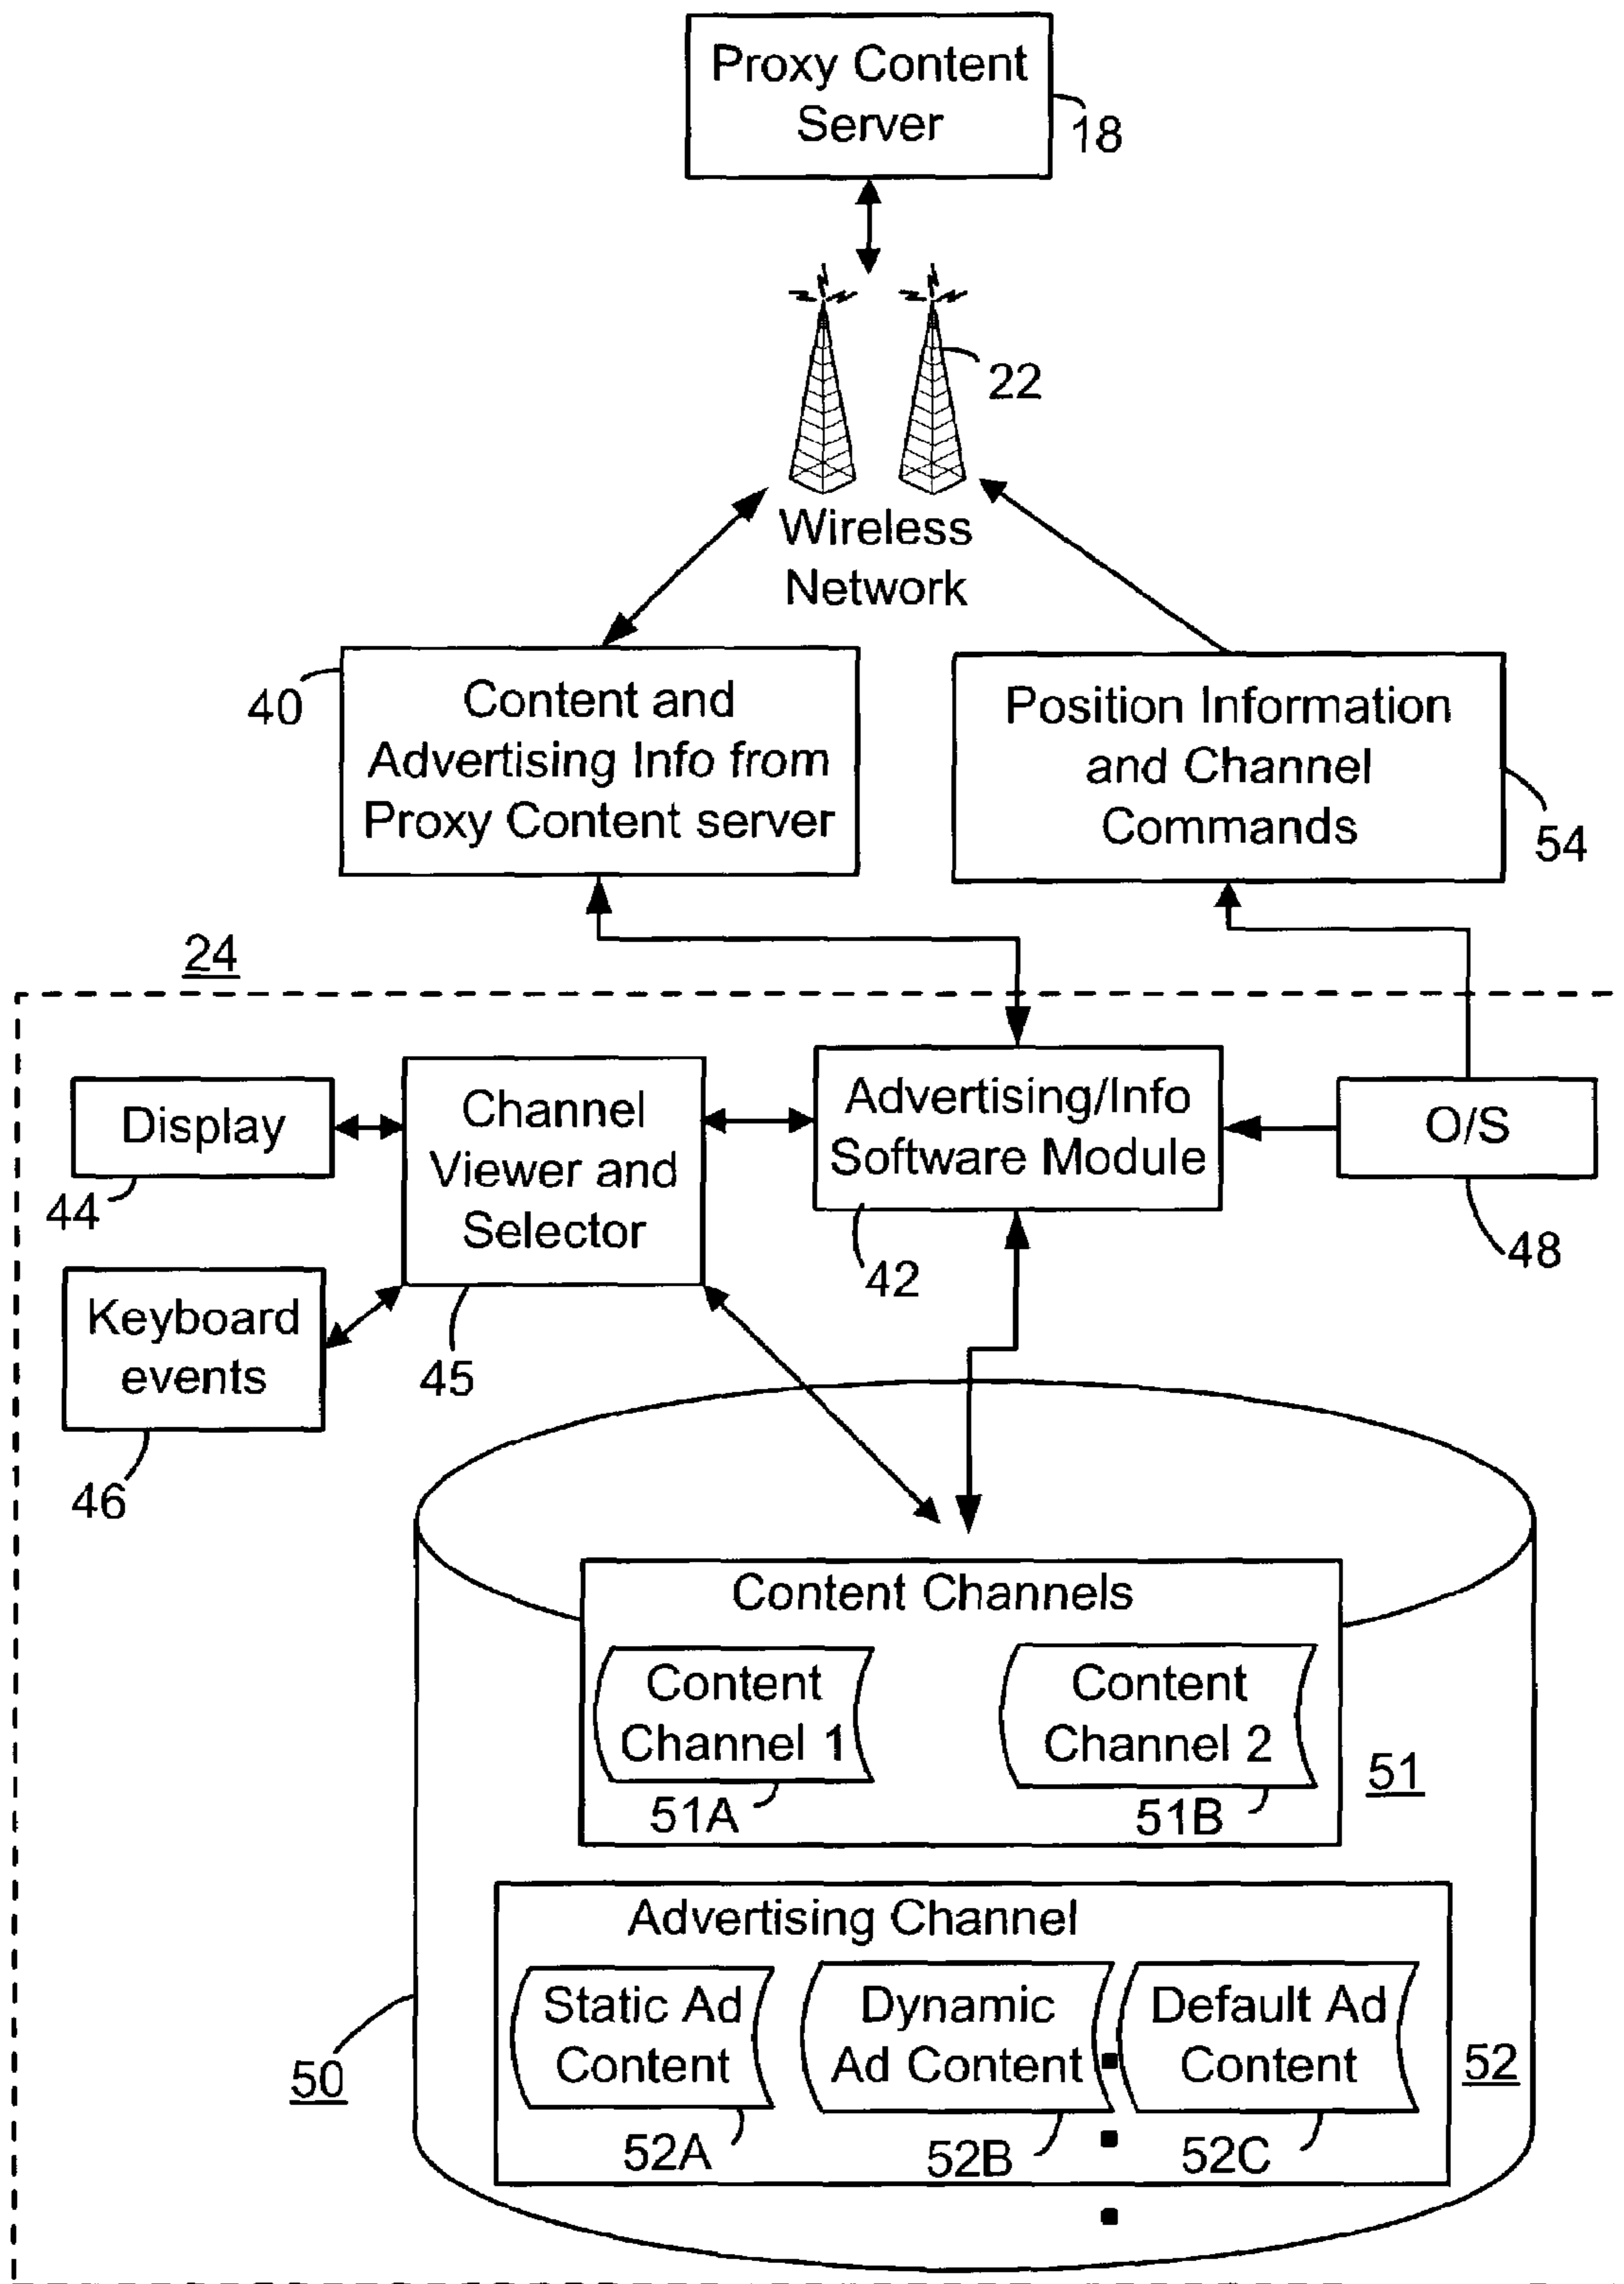 Proxy Content
Server
18
22
Wireless
Network
40
Content and
Advertising Info from
Proxy Content server
Position Information
and Channel
Commands
54
24
Display
44
Channel
Viewer and
Selector
45
Advertising/Info
Software Module
42
O/S
48
Keyboard
events
46
Content Channels
Content
Channel 1
51A
Content
Channel 2
51B
51
Advertising Channel
Static Ad
Content
52A
Dynamic
Ad Content
52B
Default Ad
Content
52C
52
50